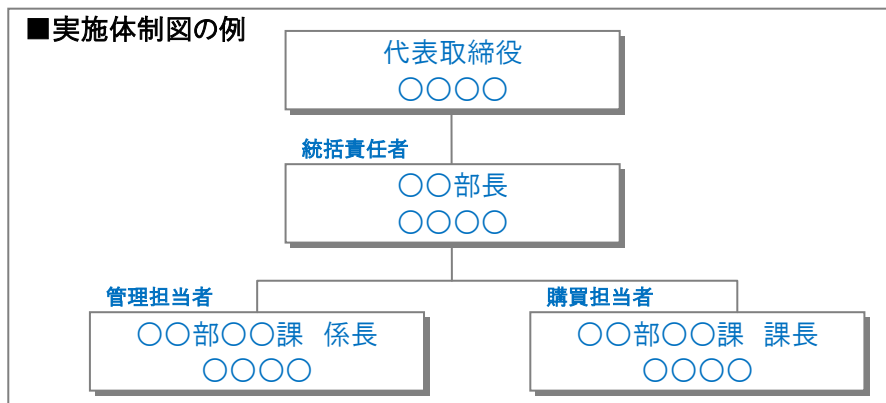 ■実施体制図の例
代表取締役
○○○○
統括責任者
○○部長
○○○○
管理担当者
○○部○○課　係長
○○○○
購買担当者
○○部○○課　課長
○○○○